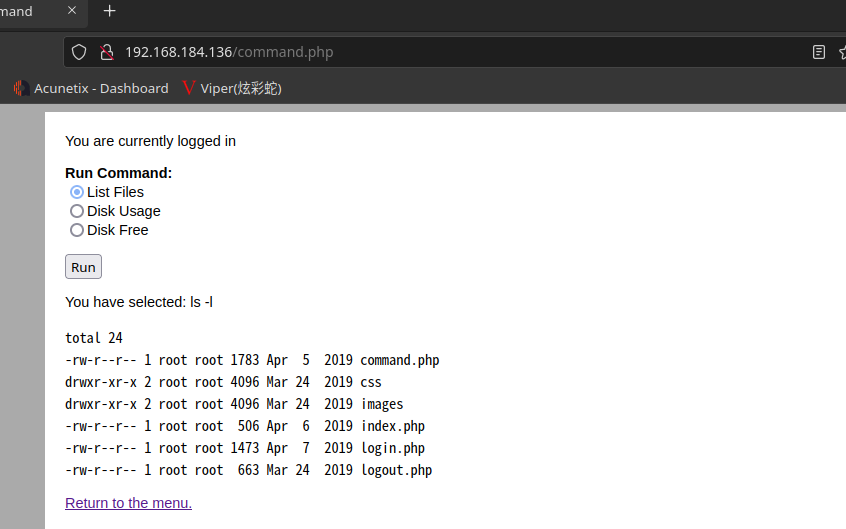 mand × +
192.168.184.136/command.php
Acunetix - Dashboard V Viper(炫彩蛇)
You are currently logged in
Run Command:
List Files
Disk Usage
Disk Free
Run
You have selected: ls -l
total 24
-rw-r--r-- 1 root root 1783 Apr  5  2019 command.php
drwxr-xr-x 2 root root 4096 Mar 24  2019 css
drwxr-xr-x 2 root root 4096 Mar 24  2019 images
-rw-r--r-- 1 root root  506 Apr  6  2019 index.php
-rw-r--r-- 1 root root 1473 Apr  7  2019 login.php
-rw-r--r-- 1 root root  663 Mar 24  2019 logout.php
Return to the menu.